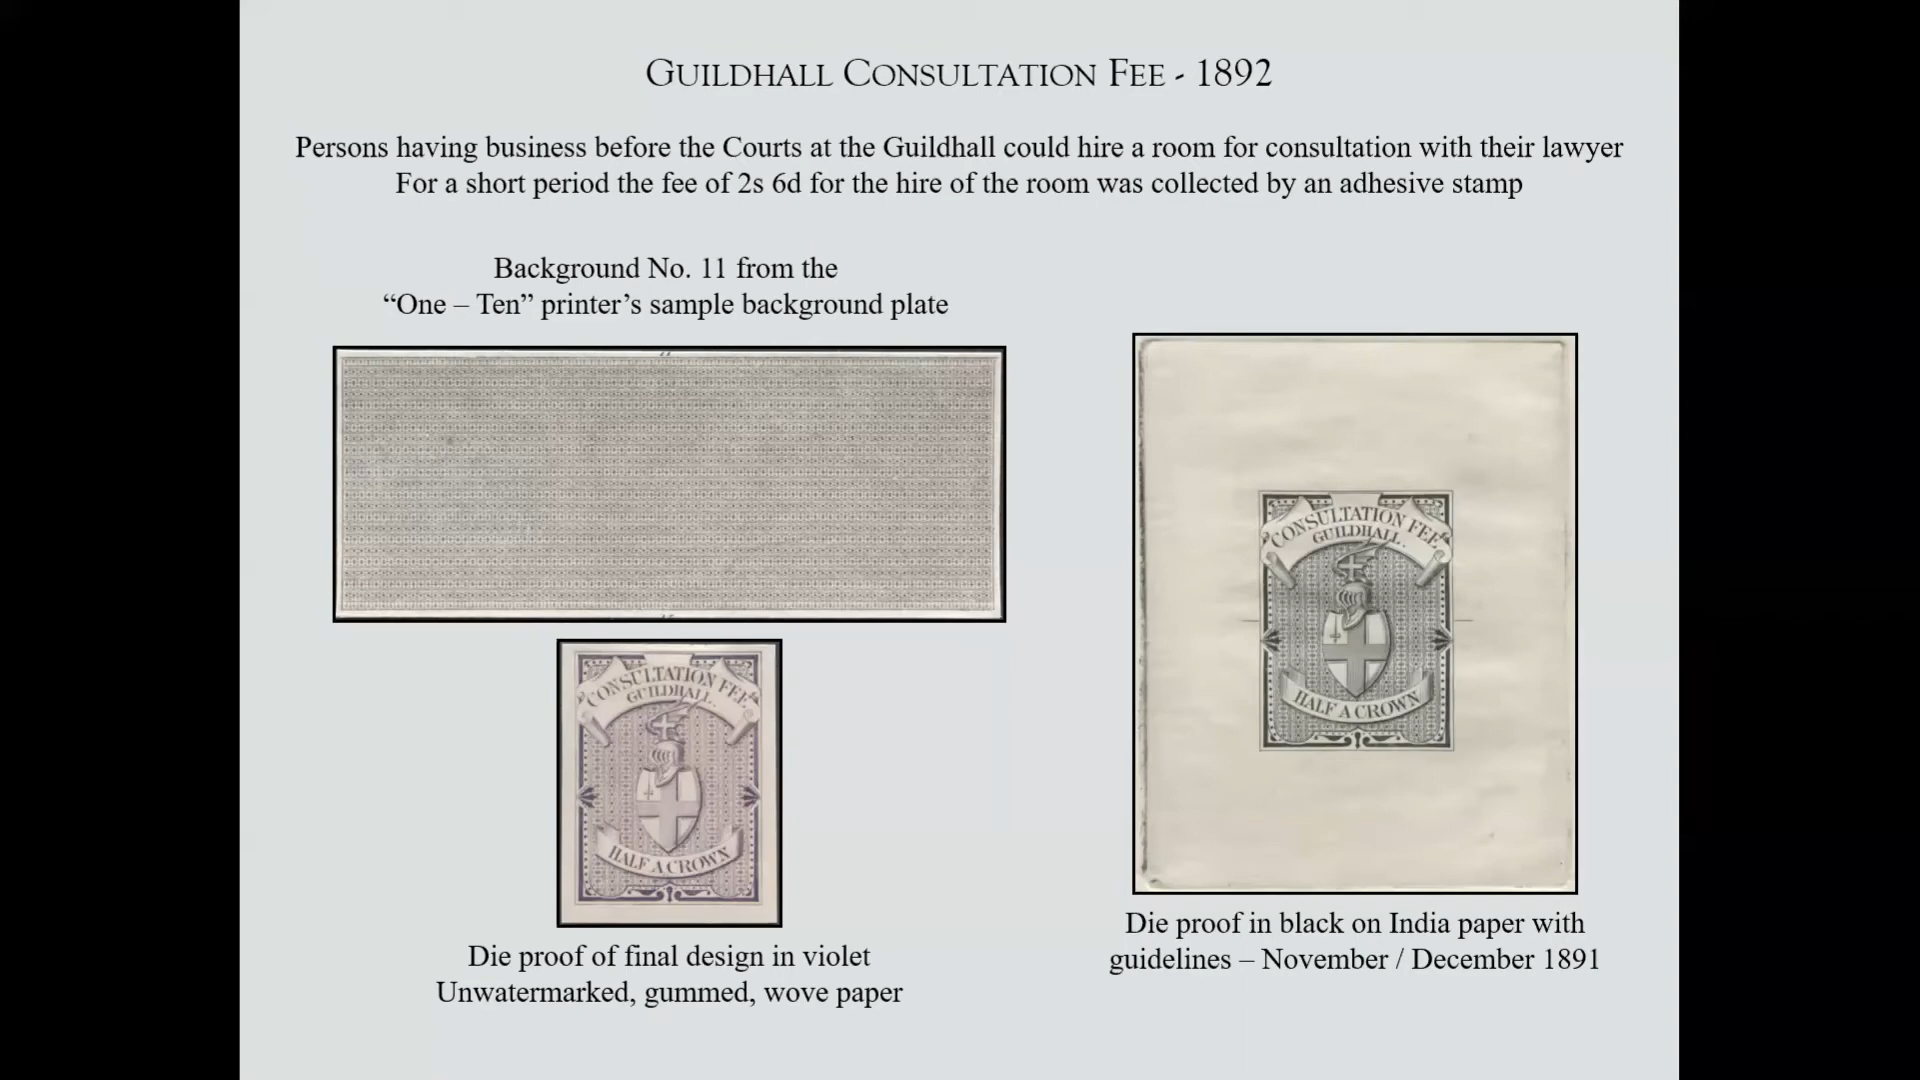 GUILDHALL CONSULTATION FEE - 1892
Persons having business before the Courts at the Guildhall could hire a room for consultation with their lawyer
For a short period the fee of 2s 6d for the hire of the room was collected by an adhesive stamp
Background No. 11 from the
“One – Ten” printer’s sample background plate
CONSULTATION FEE
GUILDHALL.
HALF A CROWN
Die proof of final design in violet
Unwatermarked, gummed, wove paper
CONSULTATION FEE
GUILDHALL.
HALF A CROWN
Die proof in black on India paper with
guidelines – November / December 1891